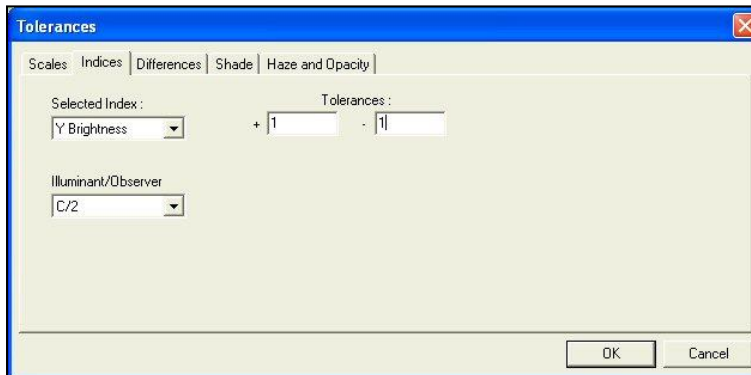 Tolerances
Scales Indices Differences Shade Haze and Opacity
Selected Index : Tolerances :
Y Brightness + 1 - 1
Illuminant/Observer
C/2
OK Cancel